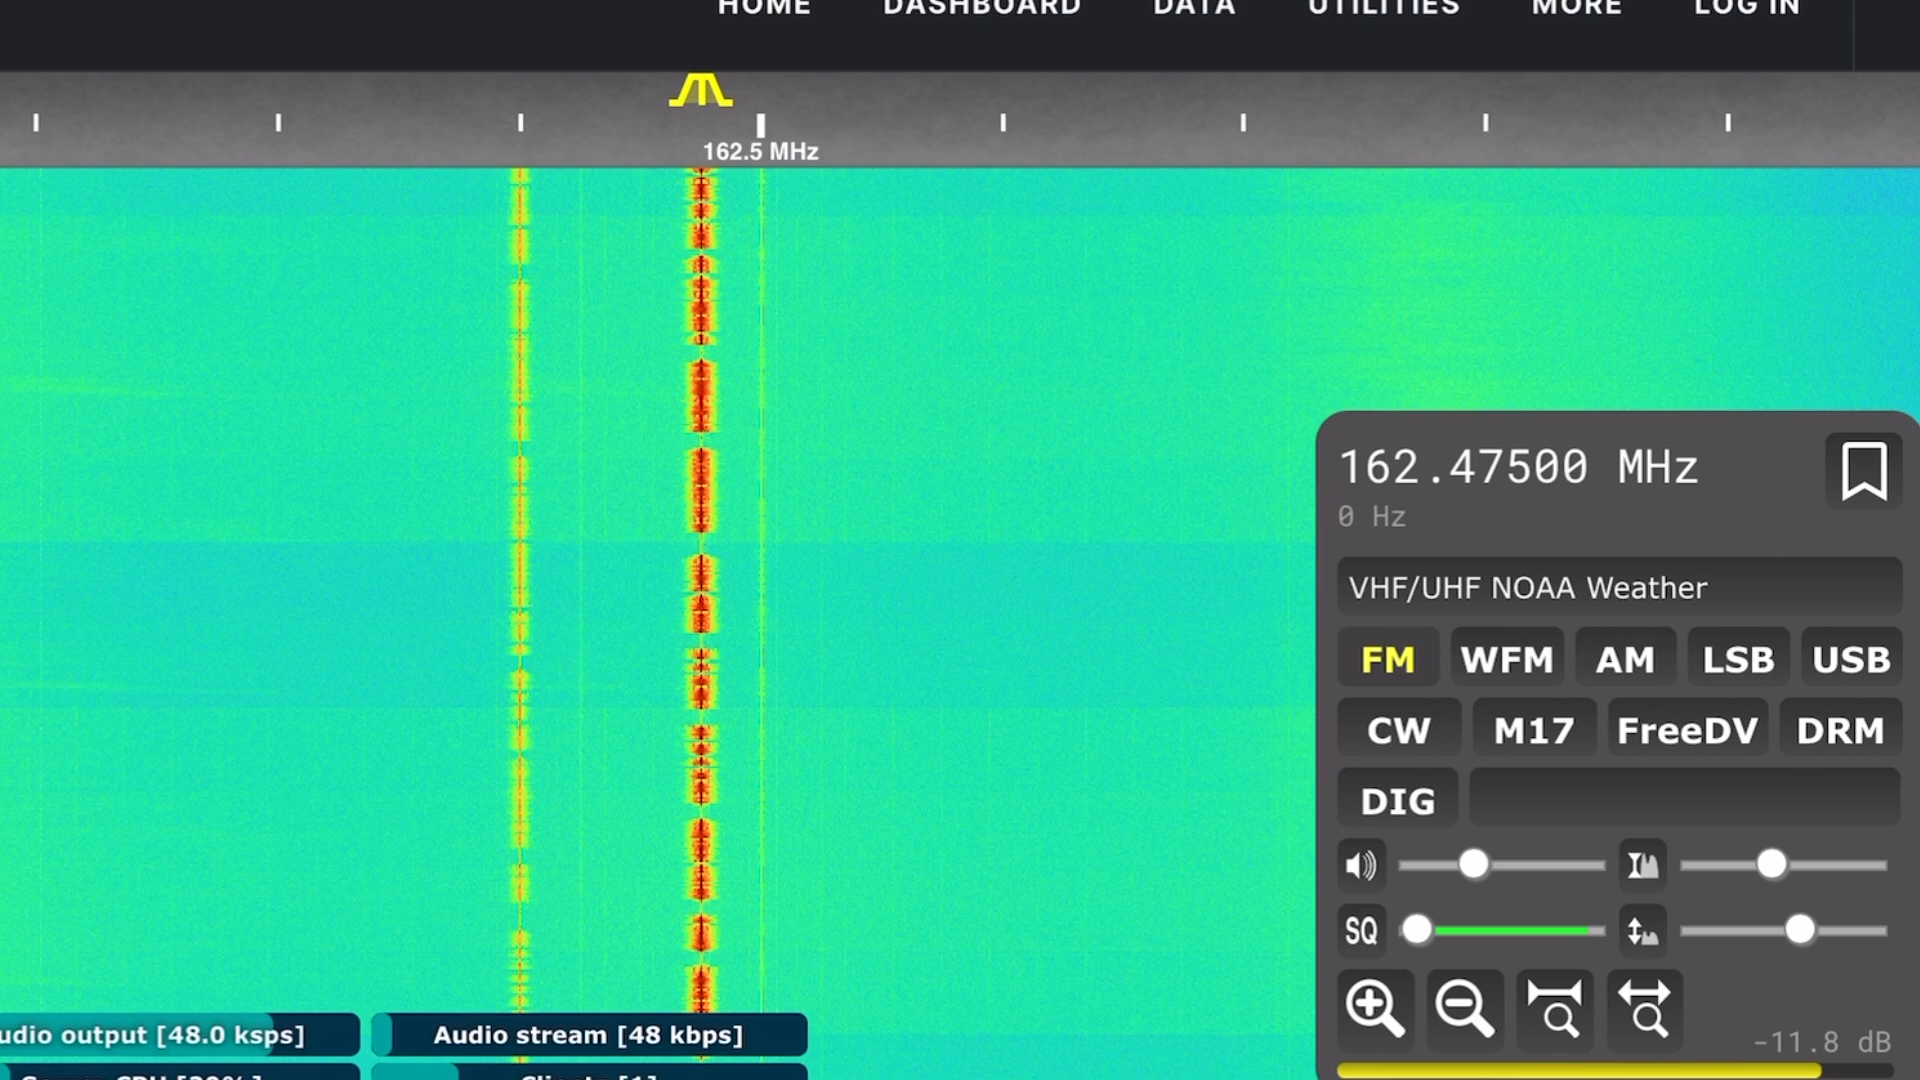 HOME DASHBOARD DATA UTILITIES MORE LOG IN
162.5 MHz
162.47500 MHz
0 Hz
VHF/UHF NOAA Weather
FM WFM AM LSB USB
CW M17 FreeDV DRM
DIG
SQ
-11.8 dB
udio output [48.0 ksps] Audio stream [48 kbps]
Clients [1]